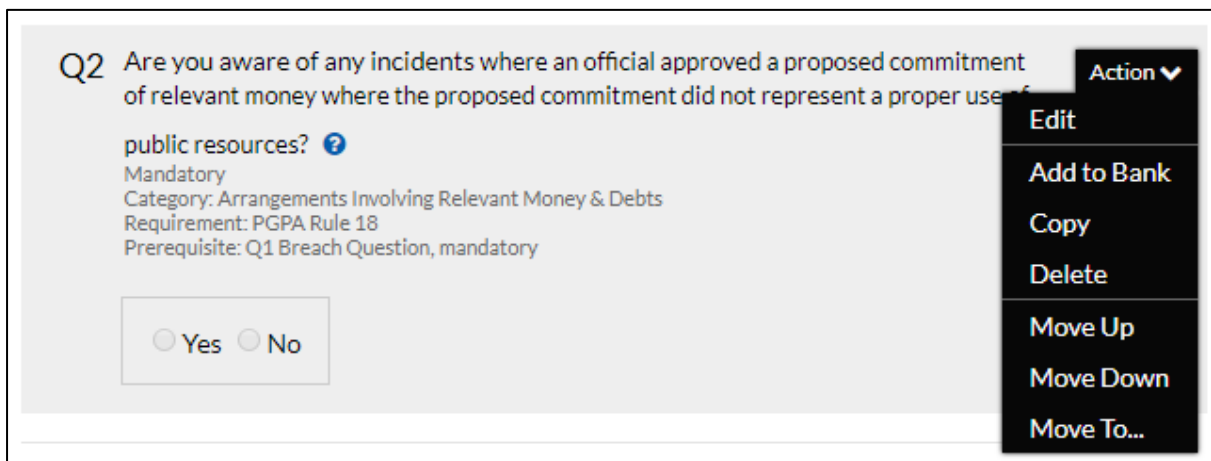 Q2 Are you aware of any incidents where an official approved a proposed commitment
of relevant money where the proposed commitment did not represent a proper use of
public resources?
Mandatory
Category: Arrangements Involving Relevant Money & Debts
Requirement: PGPA Rule 18
Prerequisite: Q1 Breach Question, mandatory
Yes No
Action
Edit
Add to Bank
Copy
Delete
Move Up
Move Down
Move To...